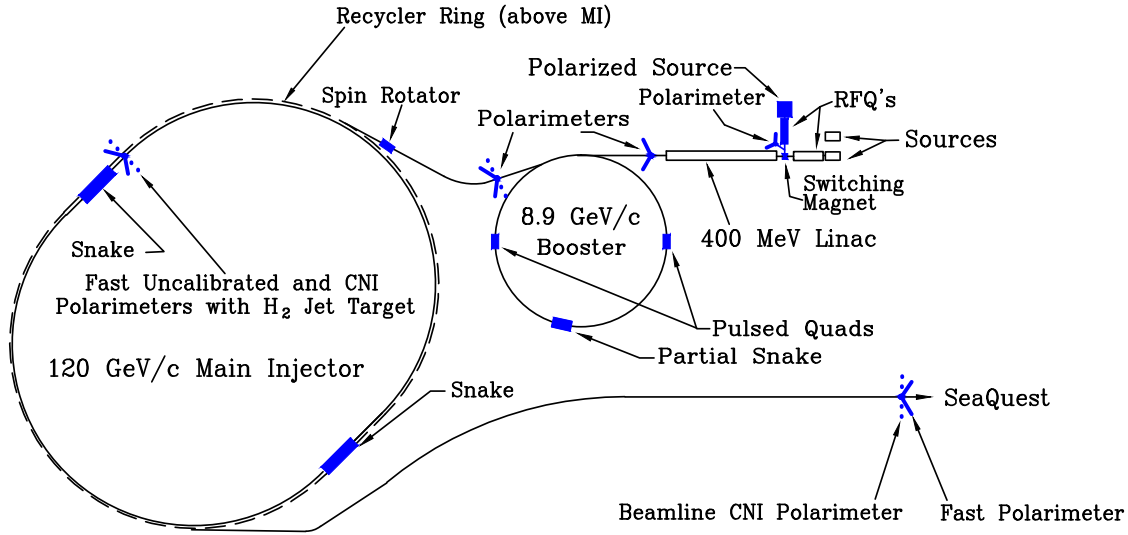 Recycler Ring (above MI)
Polarized Source
Spin Rotator
Polarimeter
RFQ's
Polarimeters
Sources
Switching
Magnet
8.9 GeV/c
Booster
400 MeV Linac
Snake
Fast Uncalibrated and CNI
Polarimeters with H₂ Jet Target
Pulsed Quads
Partial Snake
120 GeV/c Main Injector
Snake
SeaQuest
Beamline CNI Polarimeter
Fast Polarimeter